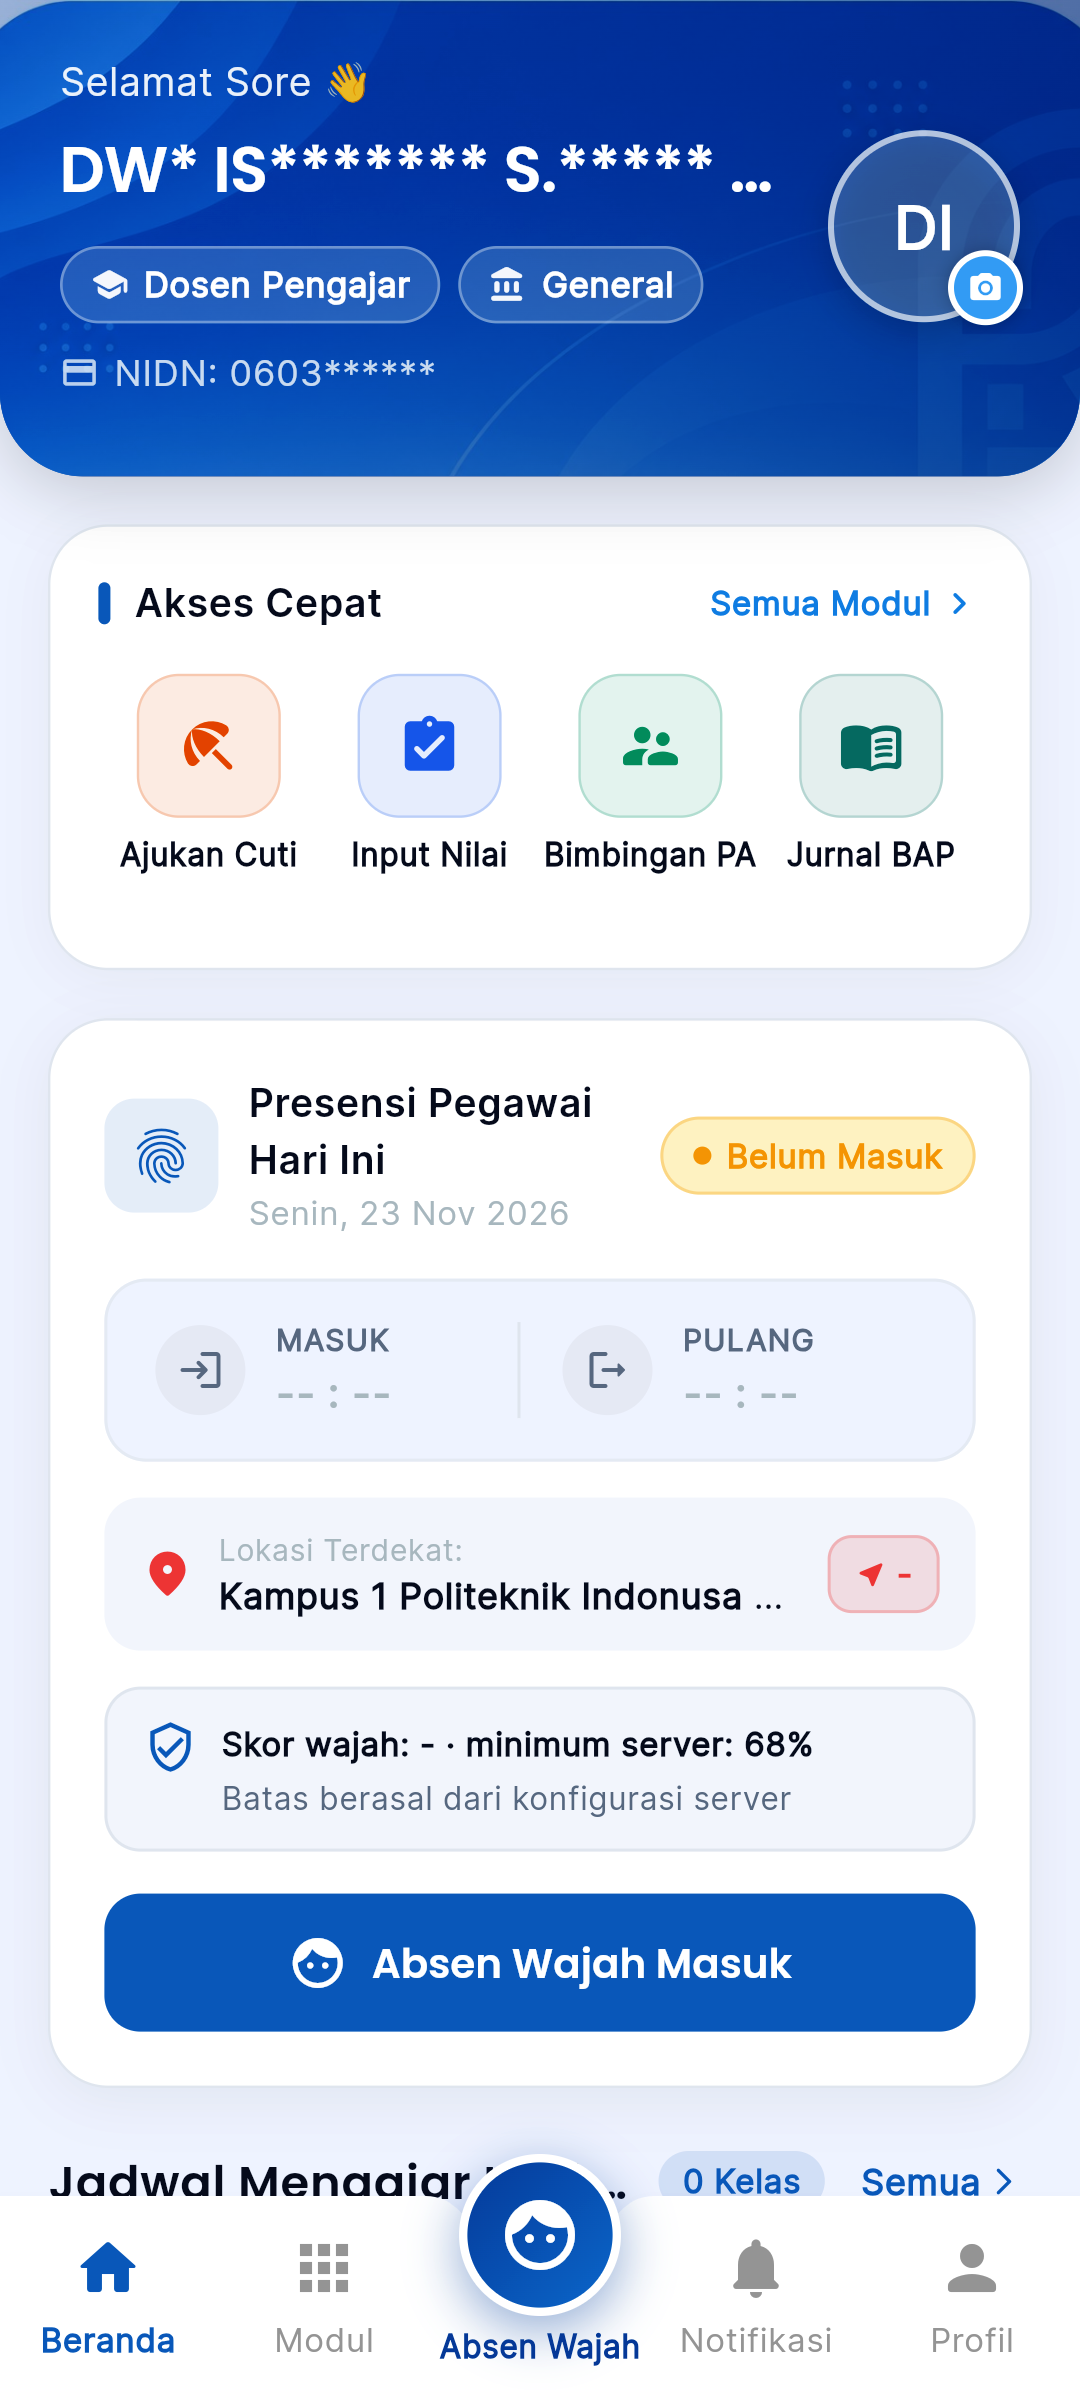 Selamat Sore 👋
DW* IS******* S.***** ...
DI
Dosen Pengajar
General
NIDN: 0603******
Akses Cepat
Semua Modul
Ajukan Cuti
Input Nilai
Bimbingan PA
Jurnal BAP
Presensi Pegawai
Hari Ini
Senin, 23 Nov 2026
Belum Masuk
MASUK
-- : --
PULANG
-- : --
Lokasi Terdekat:
Kampus 1 Politeknik Indonusa ...
-
Skor wajah: - · minimum server: 68%
Batas berasal dari konfigurasi server
Absen Wajah Masuk
Jadwal Mengajar
0 Kelas
Semua
Beranda
Modul
Absen Wajah
Notifikasi
Profil